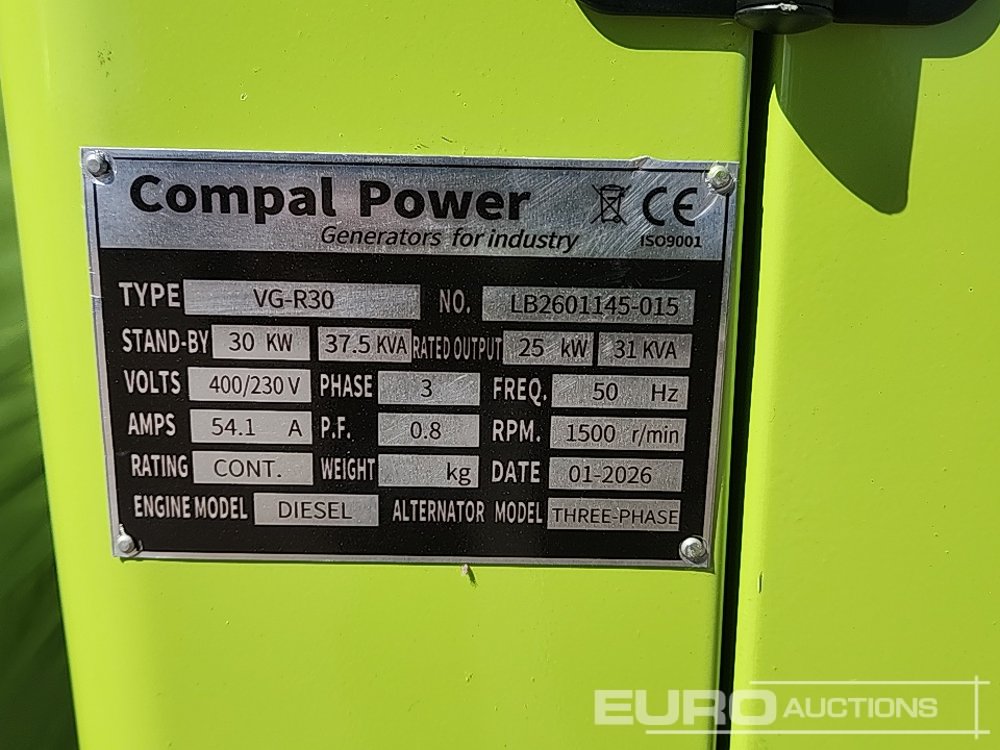 Compal Power
Generators for industry
CE
ISO9001
TYPE VG-R30 NO. LB2601145-015
STAND-BY 30 KW 37.5 KVA RATED OUTPUT 25 kW 31 KVA
VOLTS 400/230 V PHASE 3 FREQ. 50 Hz
AMPS 54.1 A P.F. 0.8 RPM. 1500 r/min
RATING CONT. WEIGHT kg DATE 01-2026
ENGINE MODEL DIESEL ALTERNATOR MODEL THREE-PHASE
EURO AUCTIONS